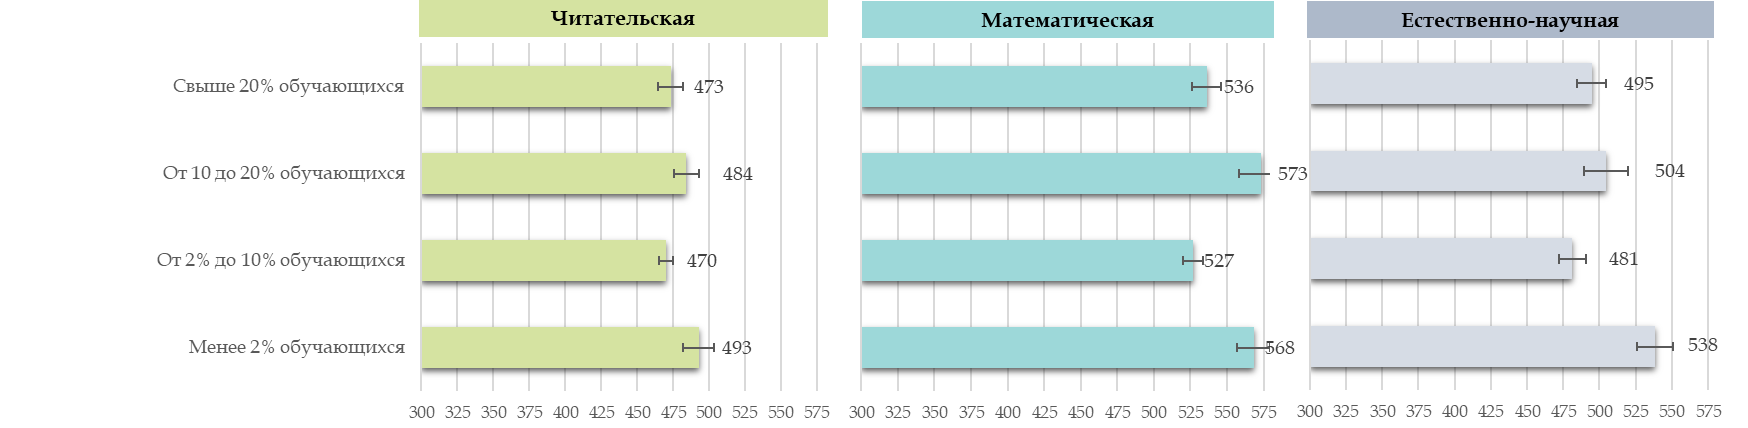 Читательская
Математическая
Естественно-научная
Свыше 20% обучающихся
473
536
495
От 10 до 20% обучающихся
484
573
504
От 2% до 10% обучающихся
470
527
481
Менее 2% обучающихся
493
568
538
300 325 350 375 400 425 450 475 500 525 550 575
300 325 350 375 400 425 450 475 500 525 550 575
300 325 350 375 400 425 450 475 500 525 550 575